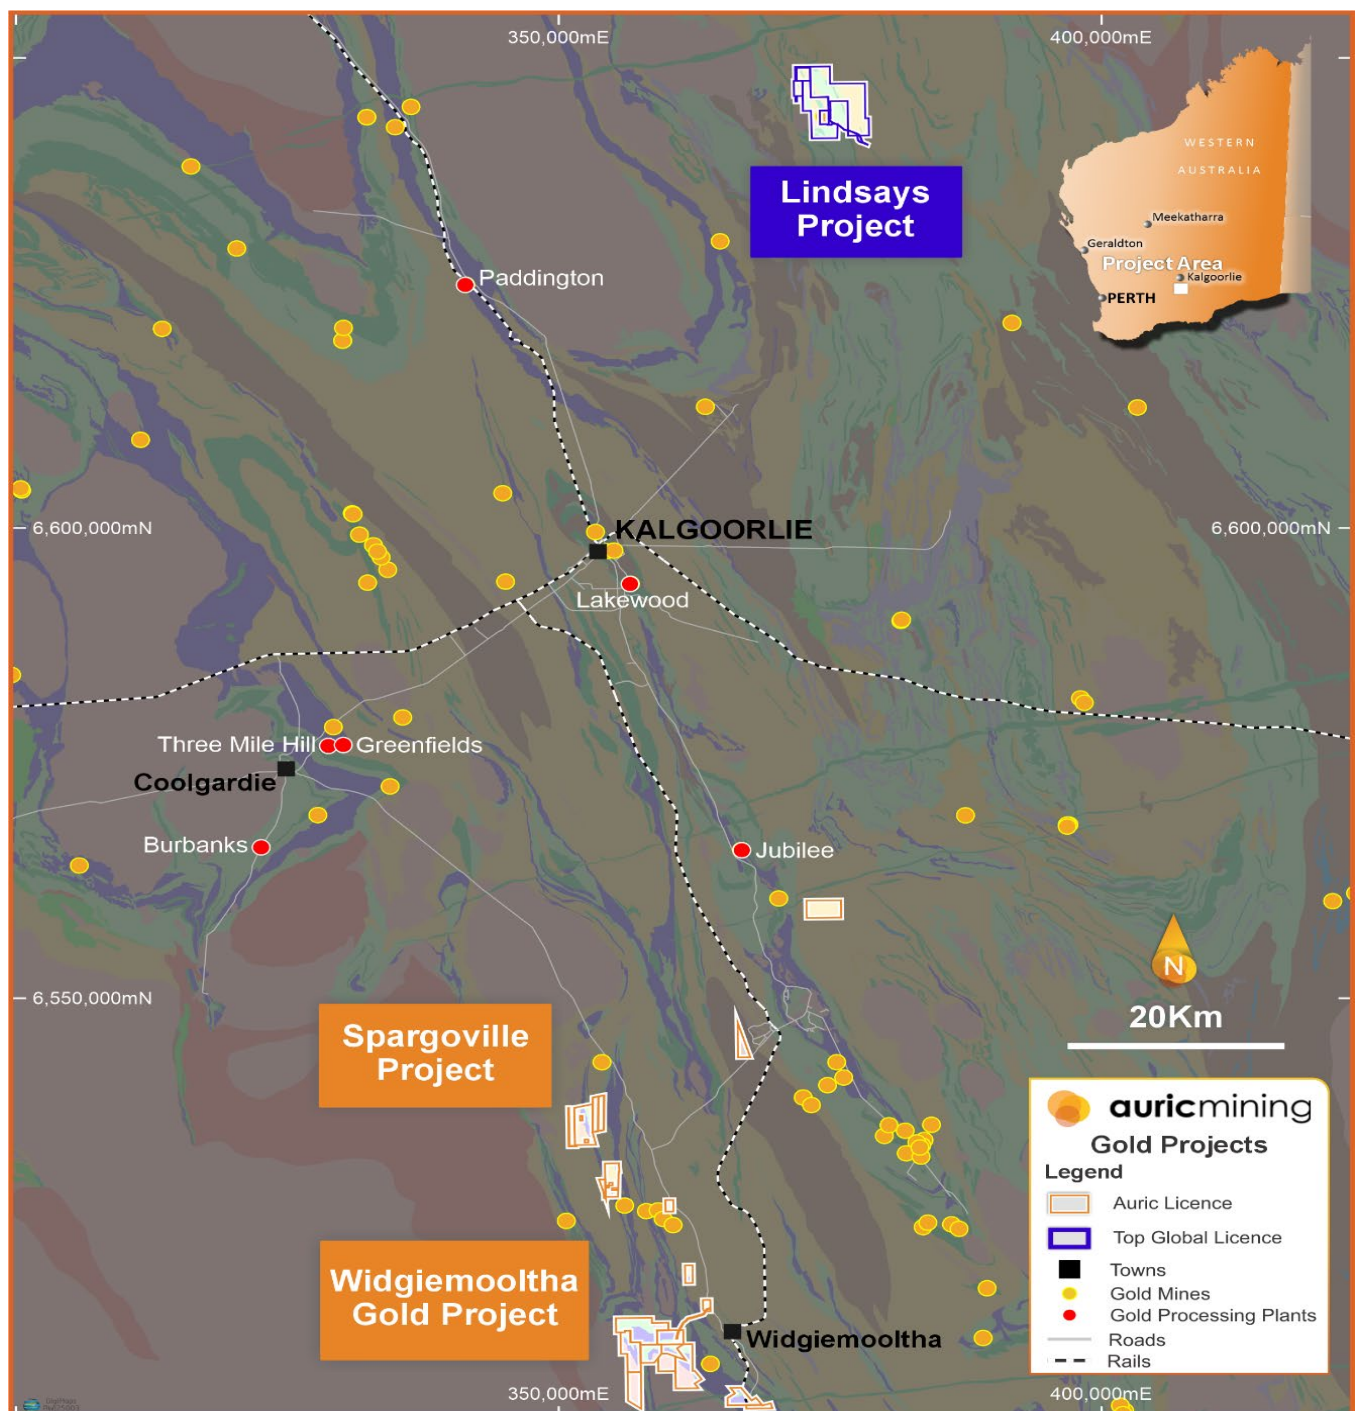 350,000mE
400,000mE
WESTERN
AUSTRALIA
Lindsays
Project
Meekatharra
Geraldton
Project Area
Kalgoorlie
PERTH
Paddington
6,600,000mN
KALGOORLIE
6,600,000mN
Lakewood
Three Mile Hill
Greenfields
Coolgardie
Burbanks
Jubilee
N
6,550,000mN
20Km
Spargoville
Project
Widgiemooltha
Gold Project
Widgiemooltha
350,000mE
400,000mE
auricmining
Gold Projects
Legend
Auric Licence
Top Global Licence
Towns
Gold Mines
Gold Processing Plants
Roads
Rails